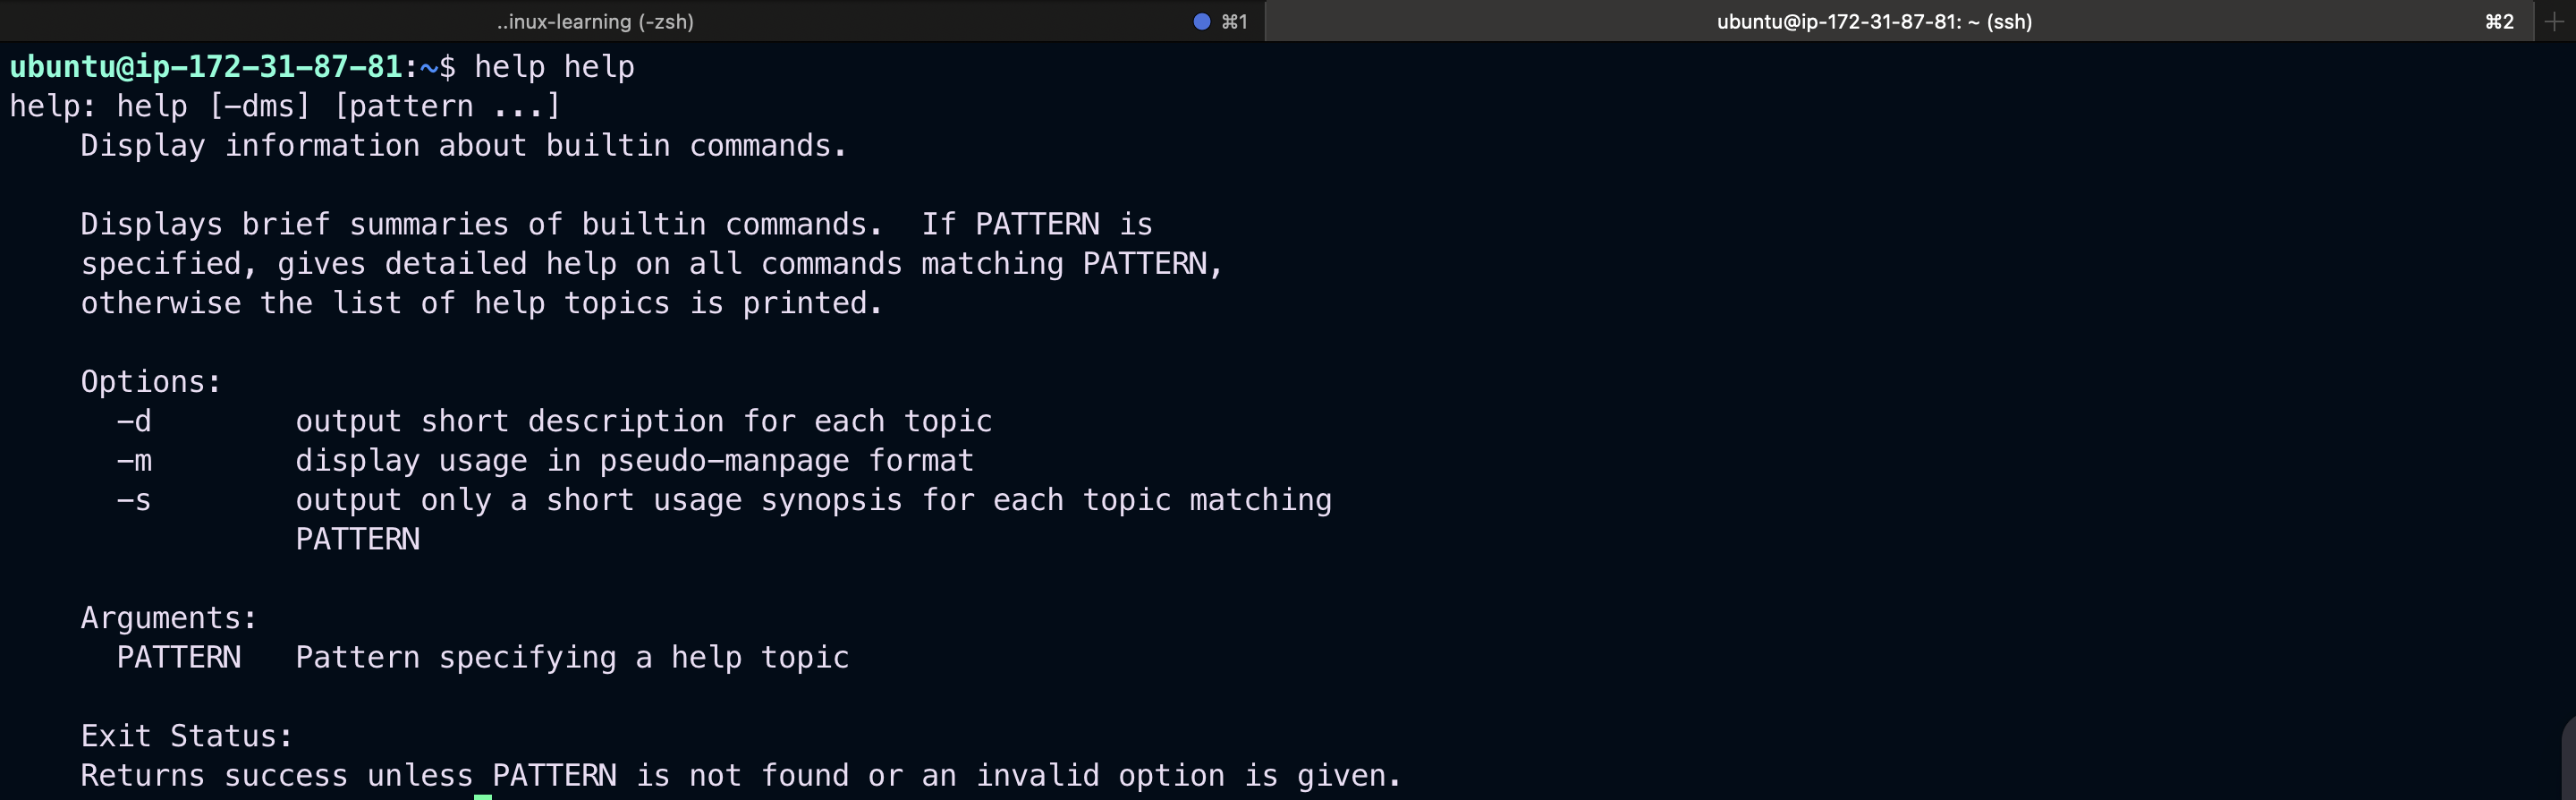 ..inux-learning (-zsh) ⌘1 ubuntu@ip-172-31-87-81: ~ (ssh) ⌘2 +
ubuntu@ip-172-31-87-81:~$ help help
help: help [-dms] [pattern ...]
    Display information about builtin commands.

    Displays brief summaries of builtin commands.  If PATTERN is
    specified, gives detailed help on all commands matching PATTERN,
    otherwise the list of help topics is printed.

    Options:
      -d        output short description for each topic
      -m        display usage in pseudo-manpage format
      -s        output only a short usage synopsis for each topic matching
                PATTERN

    Arguments:
      PATTERN   Pattern specifying a help topic

    Exit Status:
    Returns success unless PATTERN is not found or an invalid option is given.